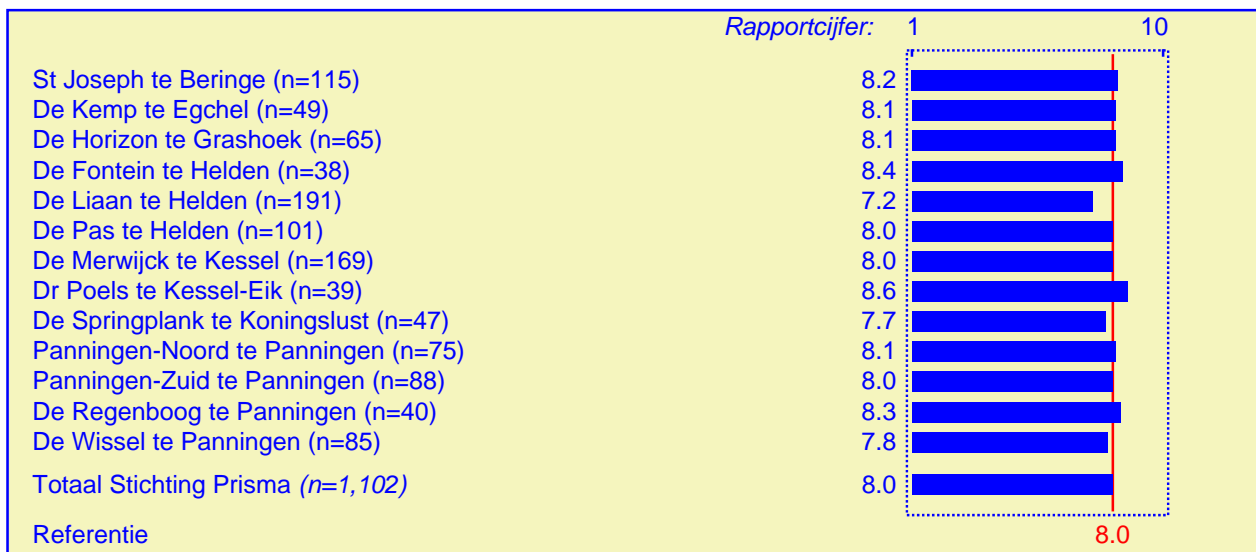 Rapportcijfer: 1 10
St Joseph te Beringe (n=115) 8.2
De Kemp te Egchel (n=49) 8.1
De Horizon te Grashoek (n=65) 8.1
De Fontein te Helden (n=38) 8.4
De Liaan te Helden (n=191) 7.2
De Pas te Helden (n=101) 8.0
De Merwijck te Kessel (n=169) 8.0
Dr Poels te Kessel-Eik (n=39) 8.6
De Springplank te Koningslust (n=47) 7.7
Panningen-Noord te Panningen (n=75) 8.1
Panningen-Zuid te Panningen (n=88) 8.0
De Regenboog te Panningen (n=40) 8.3
De Wissel te Panningen (n=85) 7.8
Totaal Stichting Prisma (n=1,102) 8.0
Referentie 8.0